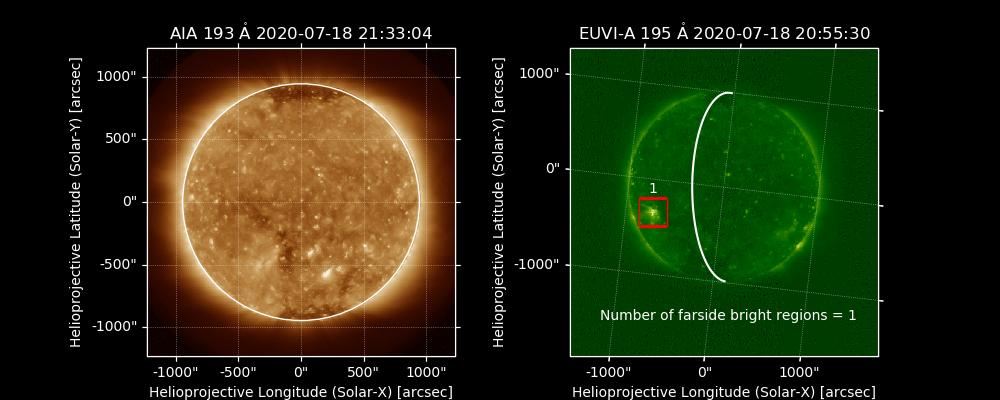 AIA 193 Å 2020-07-18 21:33:04
1000"
500"
0"
-500"
-1000"
-1000"
-500"
0"
500"
1000"
Helioprojective Longitude (Solar-X) [arcsec]
Helioprojective Latitude (Solar-Y) [arcsec]
EUVI-A 195 Å 2020-07-18 20:55:30
1000"
0"
-1000"
1
Number of farside bright regions = 1
-1000"
0"
1000"
Helioprojective Longitude (Solar-X) [arcsec]
Helioprojective Latitude (Solar-Y) [arcsec]